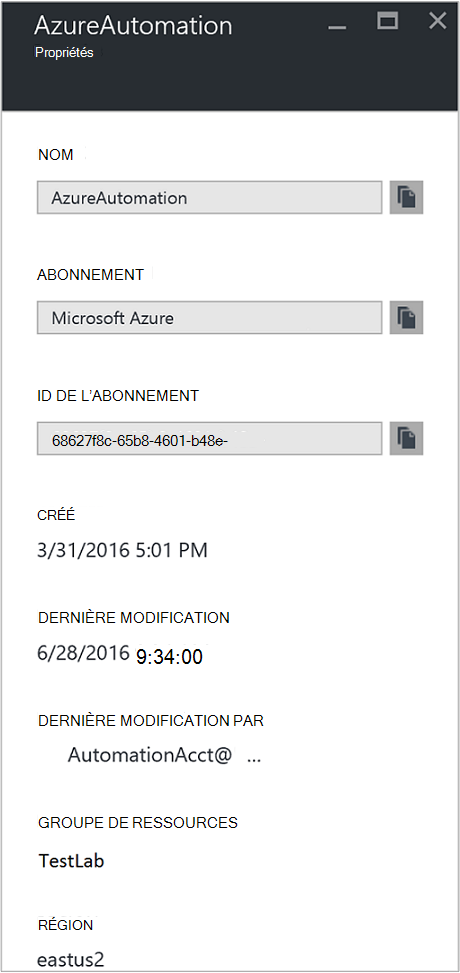 AzureAutomation
Propriétés
NOM
AzureAutomation
ABONNEMENT
Microsoft Azure
ID DE L’ABONNEMENT
68627f8c-65b8-4601-b48e-
CRÉÉ
3/31/2016 5:01 PM
DERNIÈRE MODIFICATION
6/28/2016 9:34:00
DERNIÈRE MODIFICATION PAR
AutomationAcct@ ...
GROUPE DE RESSOURCES
TestLab
RÉGION
eastus2